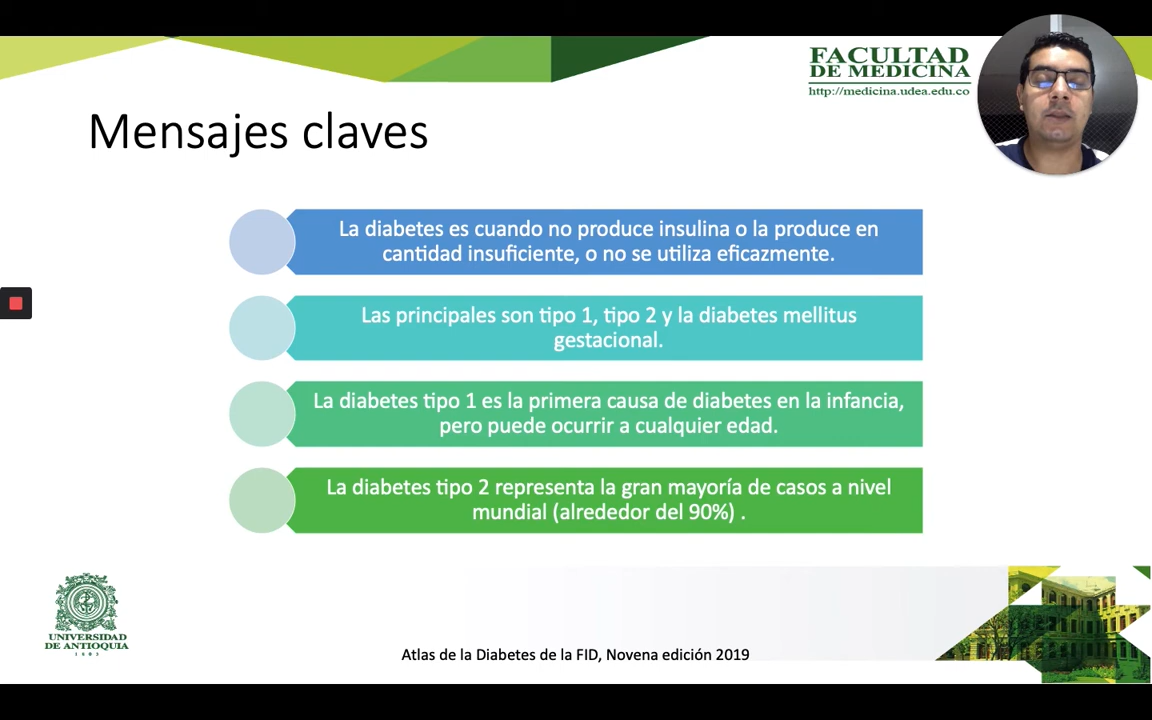 FACULTAD
DE MEDICINA
http://medicina.udea.edu.co
Mensajes claves
La diabetes es cuando no produce insulina o la produce en
cantidad insuficiente, o no se utiliza eficazmente.
Las principales son tipo 1, tipo 2 y la diabetes mellitus
gestacional.
La diabetes tipo 1 es la primera causa de diabetes en la infancia,
pero puede ocurrir a cualquier edad.
La diabetes tipo 2 representa la gran mayoría de casos a nivel
mundial (alrededor del 90%) .
UNIVERSIDAD
DE ANTIOQUIA
1803
Atlas de la Diabetes de la FID, Novena edición 2019